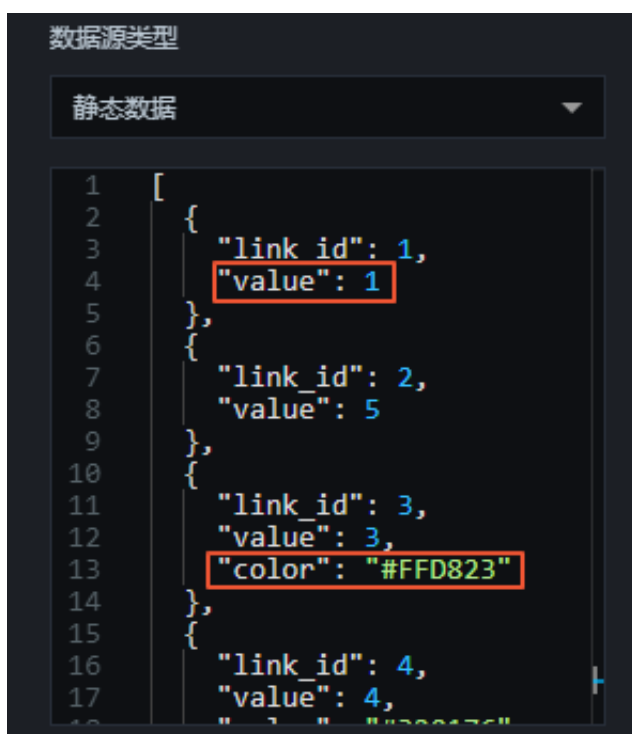 数据源类型
静态数据
1 [
2 {
3 "link_id": 1,
4 "value": 1
5 },
6 {
7 "link_id": 2,
8 "value": 5
9 },
10 {
11 "link_id": 3,
12 "value": 3,
13 "color": "#FFD823"
14 },
15 {
16 "link_id": 4,
17 "value": 4,